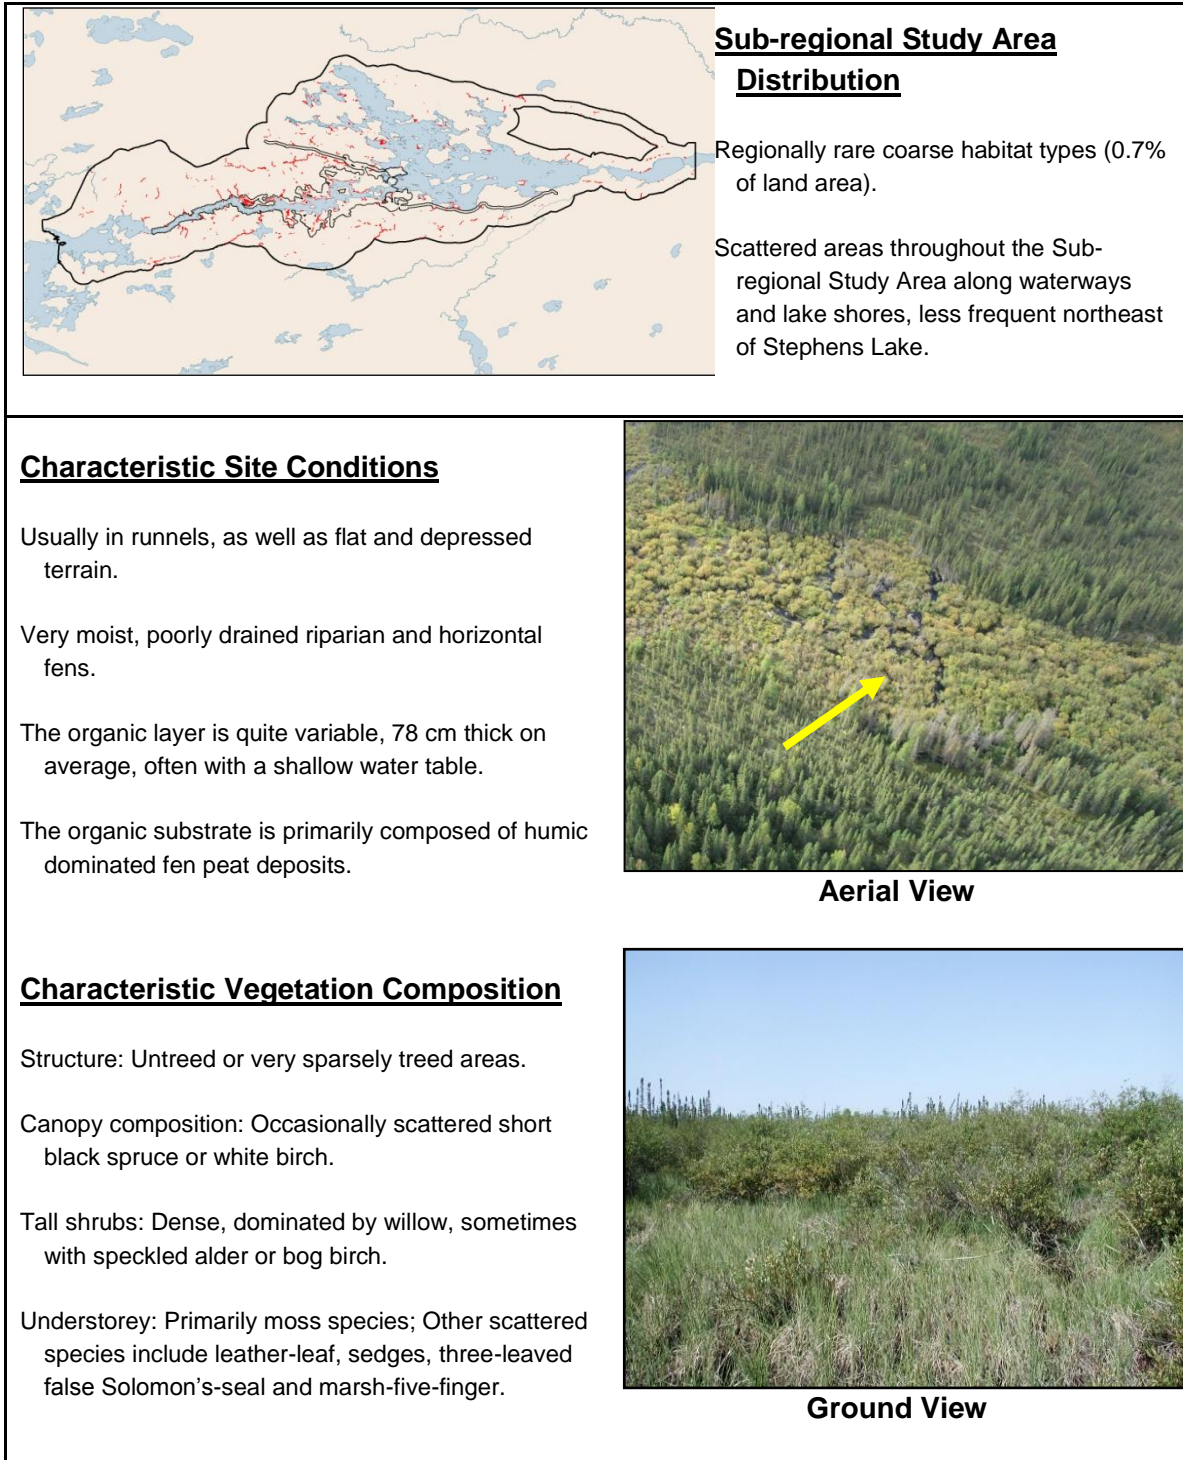 Sub-regional Study Area
Distribution
Regionally rare coarse habitat types (0.7%
of land area).
Scattered areas throughout the Sub-
regional Study Area along waterways
and lake shores, less frequent northeast
of Stephens Lake.
Characteristic Site Conditions
Usually in runnels, as well as flat and depressed
terrain.
Very moist, poorly drained riparian and horizontal
fens.
The organic layer is quite variable, 78 cm thick on
average, often with a shallow water table.
The organic substrate is primarily composed of humic
dominated fen peat deposits.
Aerial View
Characteristic Vegetation Composition
Structure: Untreed or very sparsely treed areas.
Canopy composition: Occasionally scattered short
black spruce or white birch.
Tall shrubs: Dense, dominated by willow, sometimes
with speckled alder or bog birch.
Understorey: Primarily moss species; Other scattered
species include leather-leaf, sedges, three-leaved
false Solomon’s-seal and marsh-five-finger.
Ground View